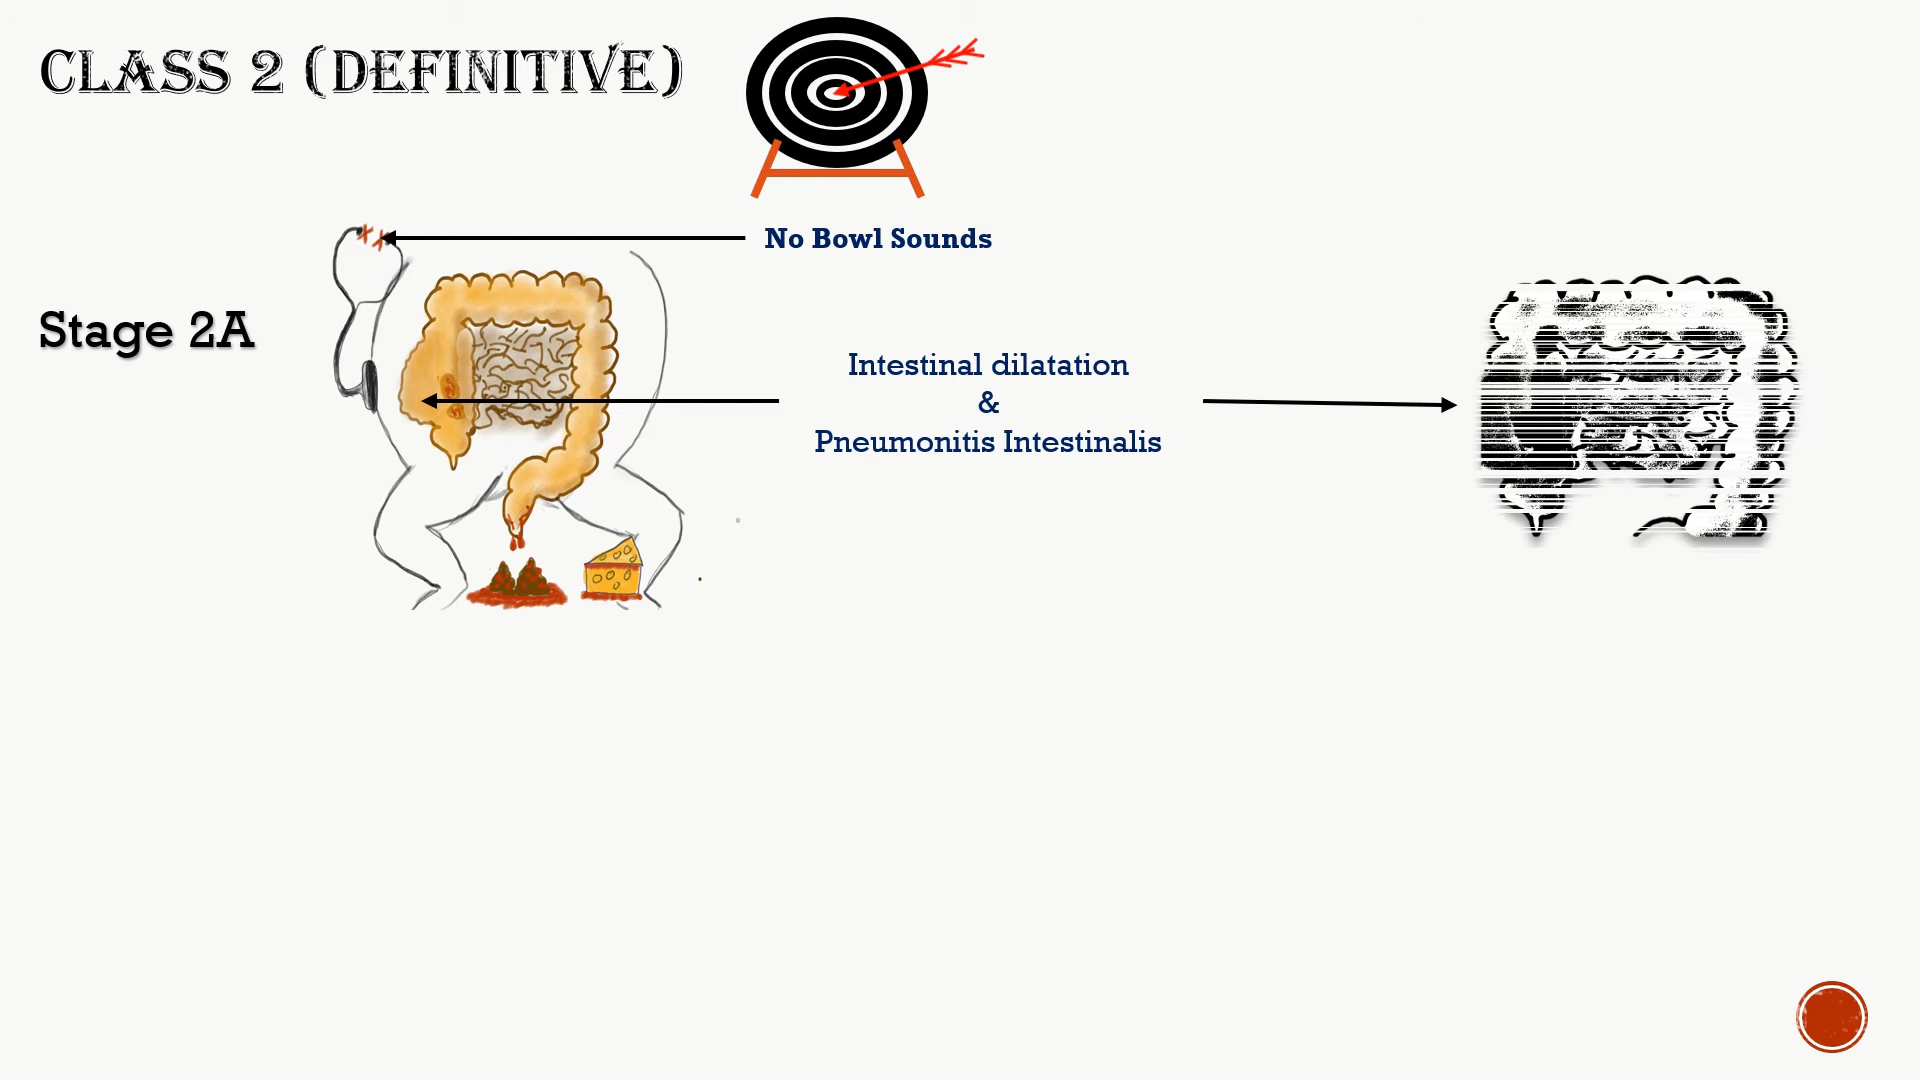 CLASS 2 (DEFINITIVE)
No Bowl Sounds
Stage 2A
Intestinal dilatation
&
Pneumonitis Intestinalis